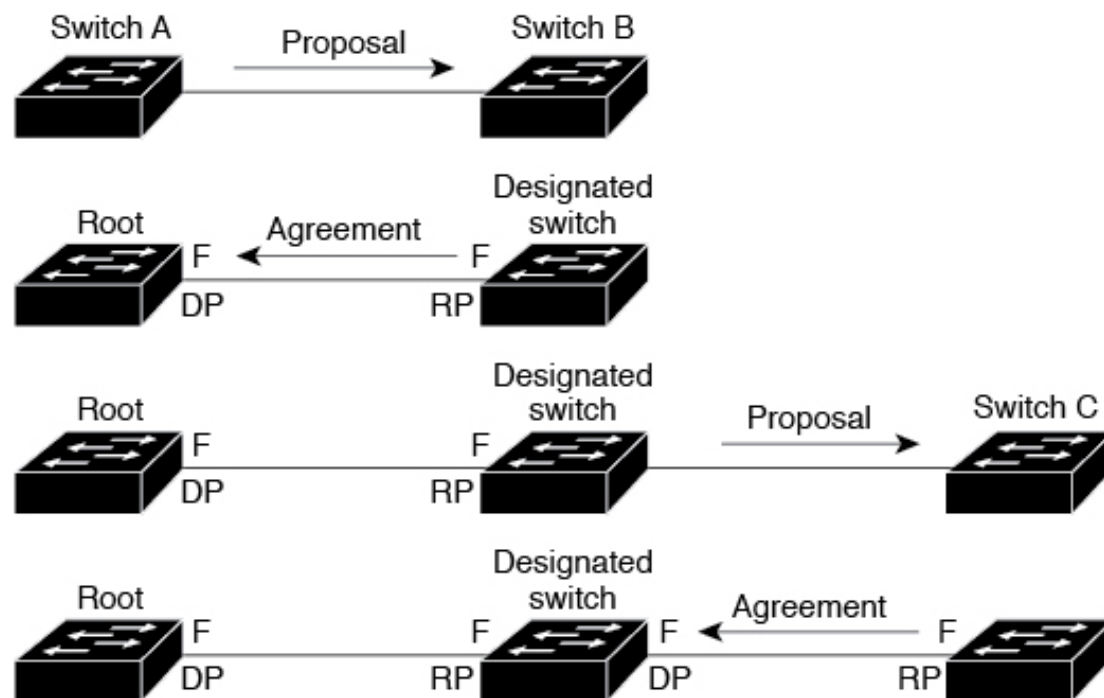 Switch A
Proposal
Switch B
Root
F
DP
Agreement
Designated
switch
F
RP
Root
F
DP
Designated
switch
F
RP
Proposal
Switch C
Root
F
DP
Designated
switch
F
RP
F
DP
Agreement
F
RP